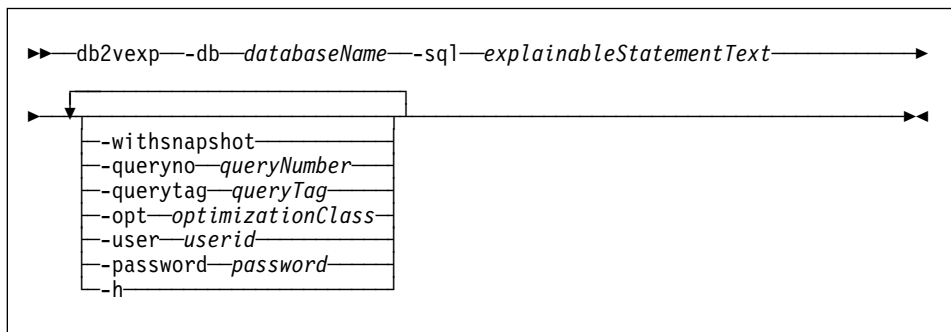 db2vexp -db databaseName -sql explainableStatementText
-withsnapshot
-queryno queryNumber
-querytag queryTag
-opt optimizationClass
-user userid
-password password
-h